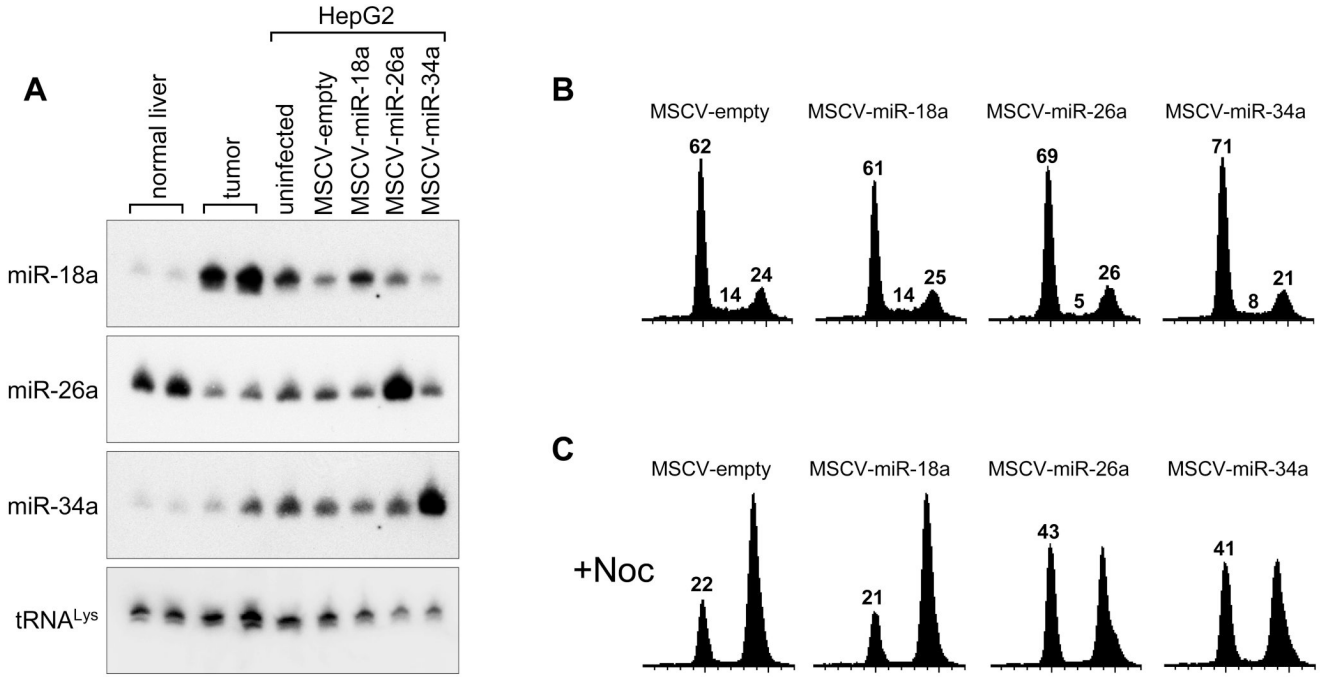 HepG2
A
normal liver
tumor
uninfected
MSCV-empty
MSCV-miR-18a
MSCV-miR-26a
MSCV-miR-34a
miR-18a
miR-26a
miR-34a
tRNA^Lys
B
MSCV-empty
MSCV-miR-18a
MSCV-miR-26a
MSCV-miR-34a
62
14
24
61
14
25
69
5
26
71
8
21
C
MSCV-empty
MSCV-miR-18a
MSCV-miR-26a
MSCV-miR-34a
+Noc
22
21
43
41